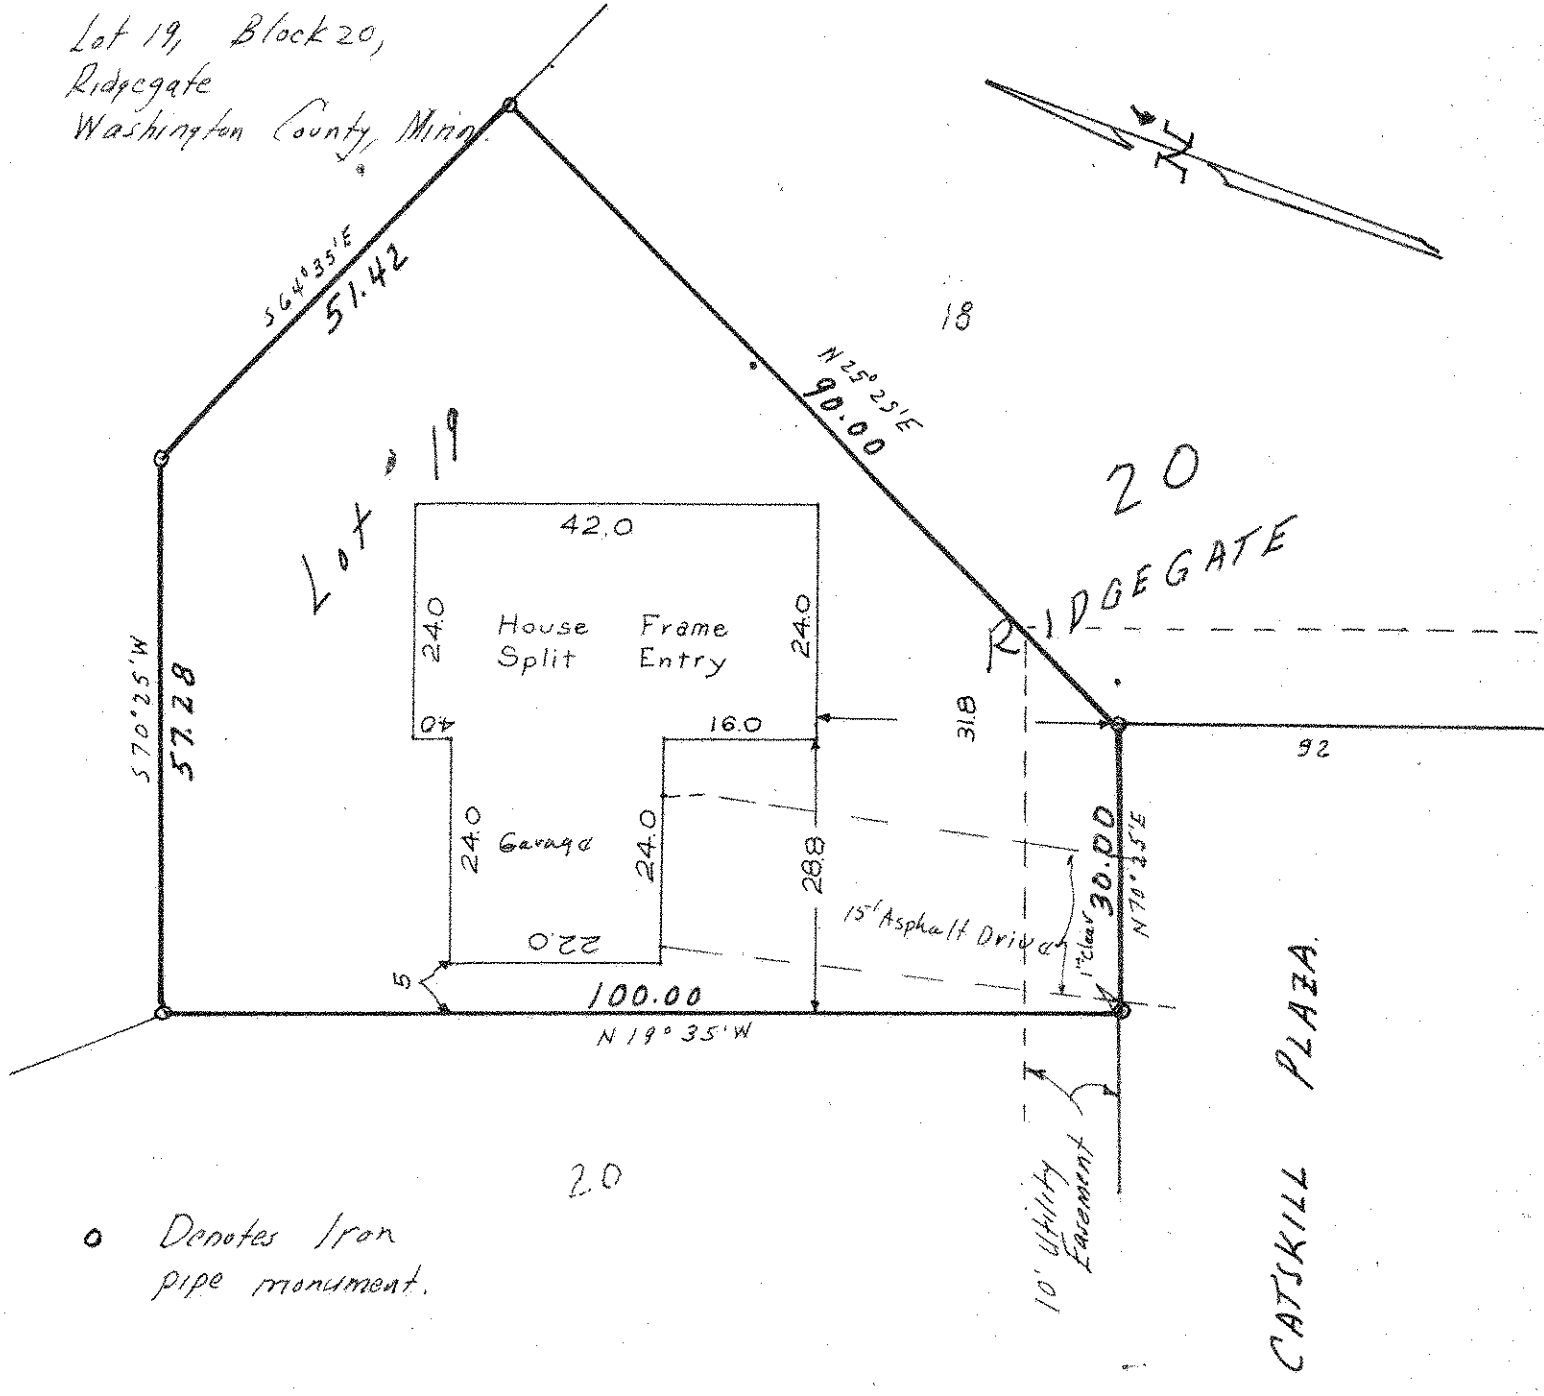 Lot 19, Block 20,
Ridgegate
Washington County, Minn.
N
S 64° 35' E
51.42
18
N 25° 25' E
90.00
Lot 19
20
RIDGEGATE
42.0
24.0
House Frame
Split Entry
24.0
S 70° 25' W
57.28
4.0
16.0
31.8
92
24.0
Garage
24.0
28.8
30.00
N 70° 25' E
15' Asphalt Drive
1' Clear
22.0
5
100.00
N 19° 35' W
CATSKILL PLAZA
10' Utility
Easement
20
o Denotes Iron
pipe monument.